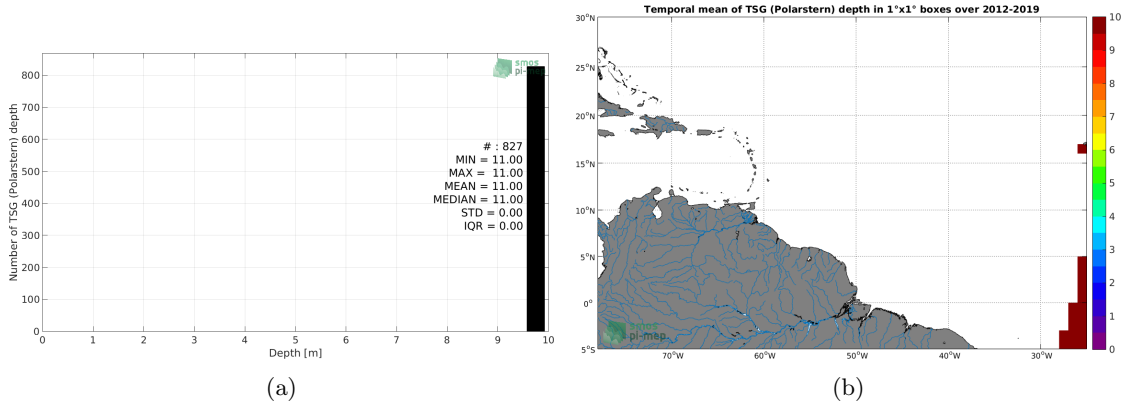 smos
pi-mep
Number of TSG (Polarstern) depth
800
700
600
500
400
300
200
100
0
# : 827
MIN = 11.00
MAX = 11.00
MEAN = 11.00
MEDIAN = 11.00
STD = 0.00
IQR = 0.00
0 1 2 3 4 5 6 7 8 9 10
Depth [m]
(a)
Temporal mean of TSG (Polarstern) depth in 1°x1° boxes over 2012-2019
30°N
25°N
20°N
15°N
10°N
5°N
0°
5°S
70°W 60°W 50°W 40°W 30°W
smos
pi-mep
10
9
8
7
6
5
4
3
2
1
0
(b)